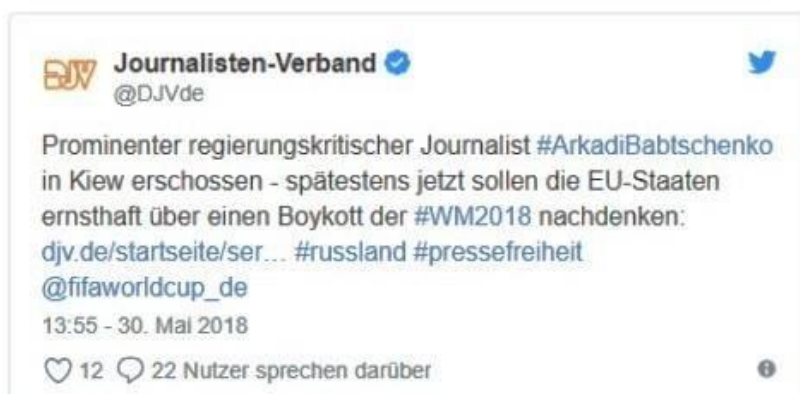 DJV
Journalisten-Verband
@DJVde
Prominenter regierungskritischer Journalist #ArkadiBabtschenko
in Kiew erschossen - spätestens jetzt sollen die EU-Staaten
ernsthaft über einen Boykott der #WM2018 nachdenken:
djv.de/startseite/ser... #russland #pressefreiheit
@fifaworldcup_de
13:55 - 30. Mai 2018
12 22 Nutzer sprechen darüber